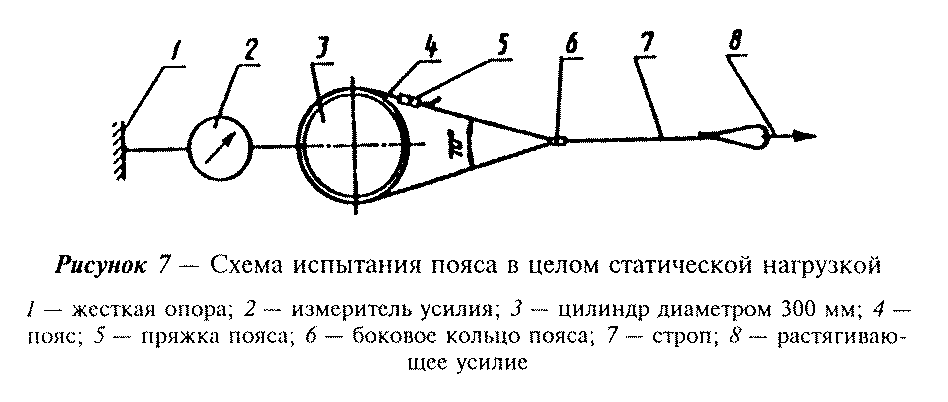 1 2 3 4 5 6 7 8
70°
Рисунок 7 — Схема испытания пояса в целом статической нагрузкой
1 — жесткая опора; 2 — измеритель усилия; 3 — цилиндр диаметром 300 мм; 4 —
пояс; 5 — пряжка пояса; 6 — боковое кольцо пояса; 7 — строп; 8 — растягиваю-
щее усилие